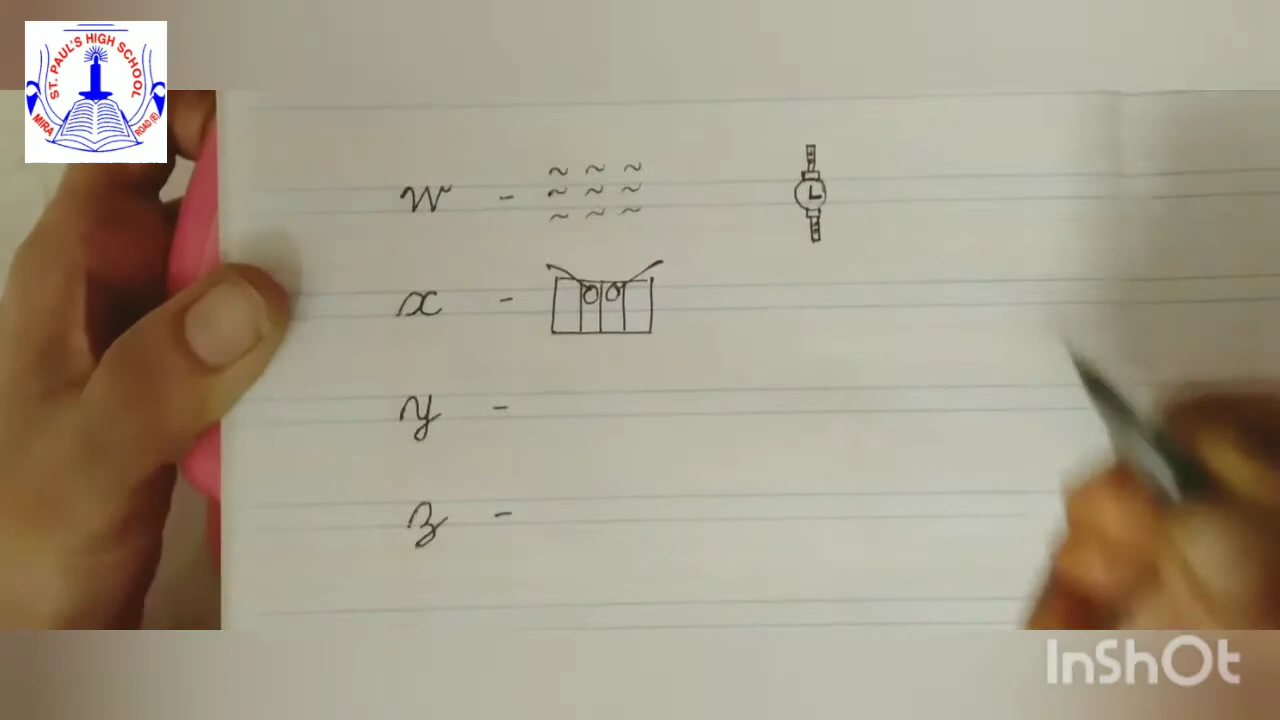 ST. PAUL'S HIGH SCHOOL
MIRA ROAD (E)
w -
x -
y -
z -
InShOt